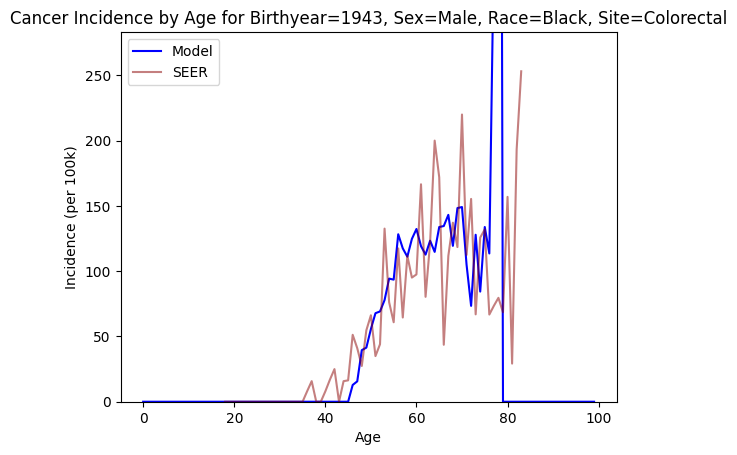 Cancer Incidence by Age for Birthyear=1943, Sex=Male, Race=Black, Site=Colorectal
Model
SEER
250
200
150
100
50
0
Incidence (per 100k)
0 20 40 60 80 100
Age